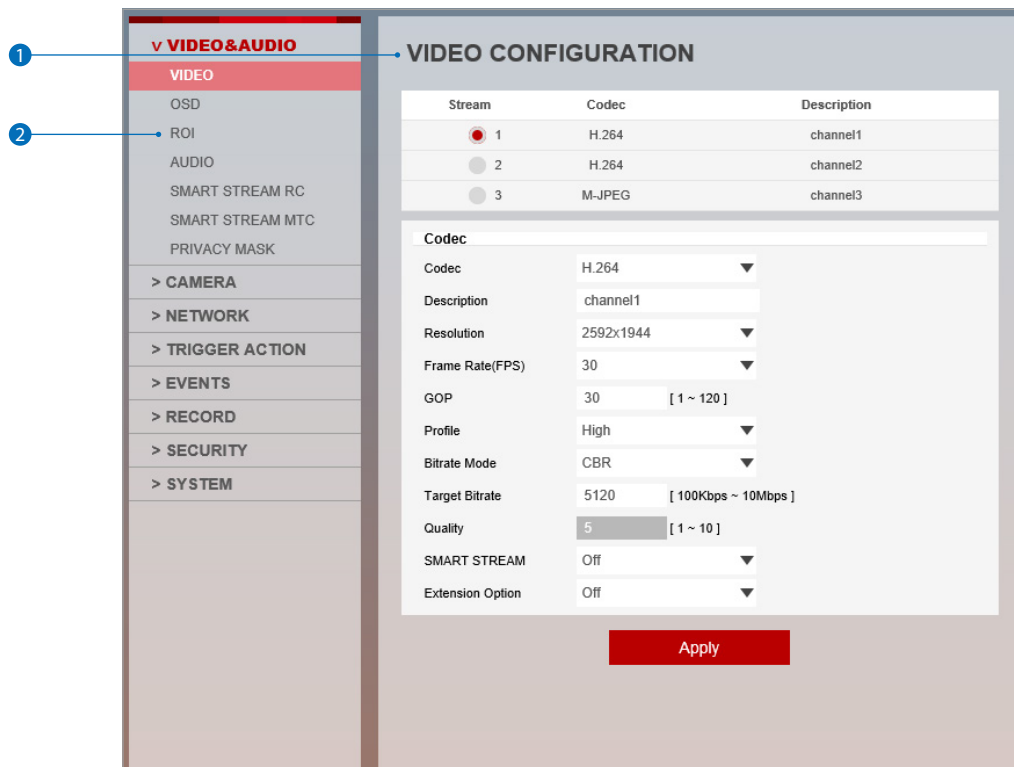 1
2
v VIDEO&AUDIO
VIDEO
OSD
ROI
AUDIO
SMART STREAM RC
SMART STREAM MTC
PRIVACY MASK
> CAMERA
> NETWORK
> TRIGGER ACTION
> EVENTS
> RECORD
> SECURITY
> SYSTEM
VIDEO CONFIGURATION
Stream Codec Description
1 H.264 channel1
2 H.264 channel2
3 M-JPEG channel3
Codec
Codec H.264
Description channel1
Resolution 2592x1944
Frame Rate(FPS) 30
GOP 30 [ 1 ~ 120 ]
Profile High
Bitrate Mode CBR
Target Bitrate 5120 [ 100Kbps ~ 10Mbps ]
Quality 5 [ 1 ~ 10 ]
SMART STREAM Off
Extension Option Off
Apply